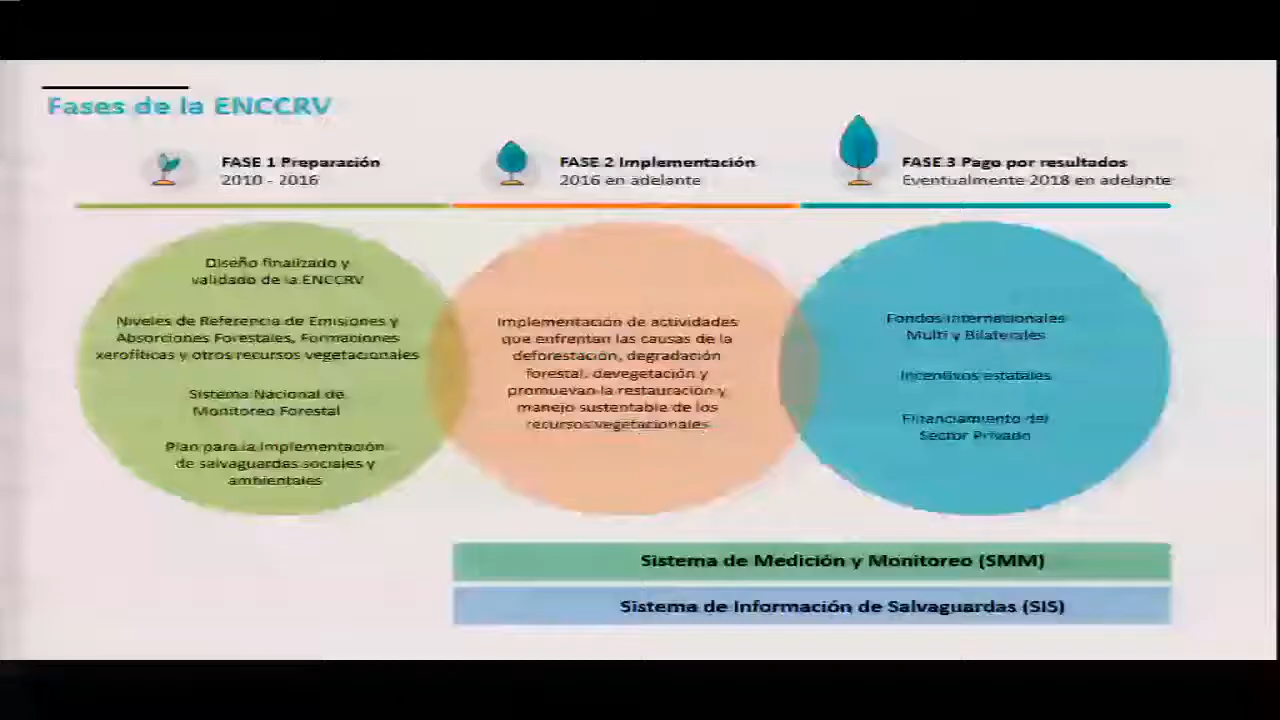 Fases de la ENCCRV
FASE 1 Preparación
2010 - 2016
FASE 2 Implementación
2016 en adelante
FASE 3 Pago por resultados
Eventualmente 2018 en adelante
Diseño finalizado y
validado de la ENCCRV
Niveles de Referencia de Emisiones y
Absorciones Forestales, Formaciones
xerofíticas y otros recursos vegetacionales
Sistema Nacional de
Monitoreo Forestal
Plan para la implementación
de salvaguardas sociales y
ambientales
Implementación de actividades
que enfrentan las causas de la
deforestación, degradación
forestal, devegetación y
promuevan la restauración y
manejo sustentable de los
recursos vegetacionales
Fondos internacionales
Multi y Bilaterales
Incentivos estatales
Financiamiento del
Sector Privado
Sistema de Medición y Monitoreo (SMM)
Sistema de Información de Salvaguardas (SIS)